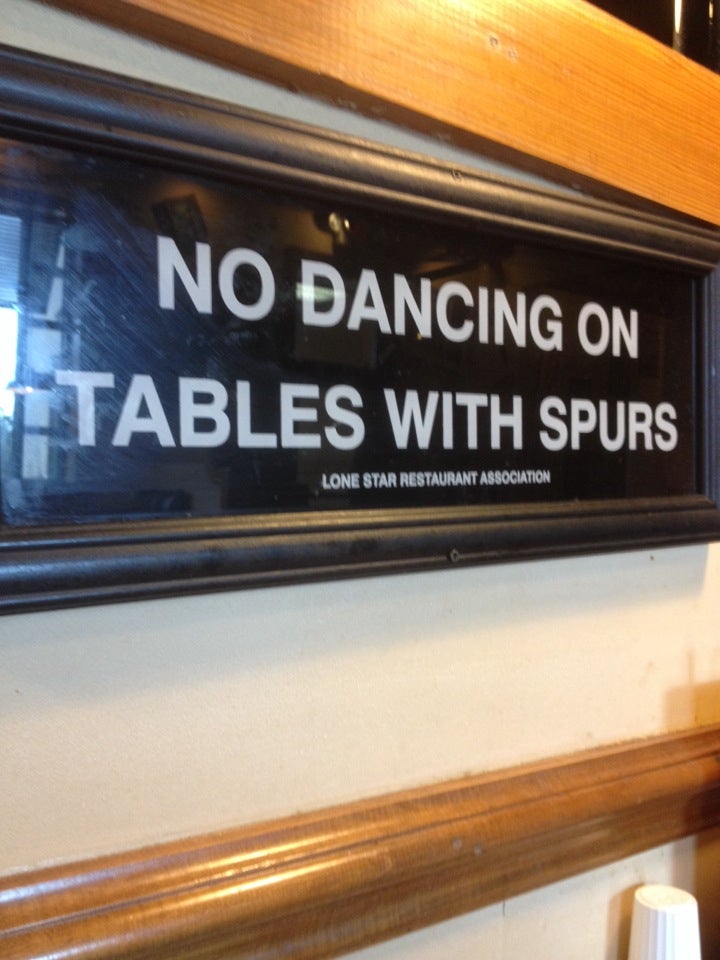 NO DANCING ON
TABLES WITH SPURS
LONE STAR RESTAURANT ASSOCIATION